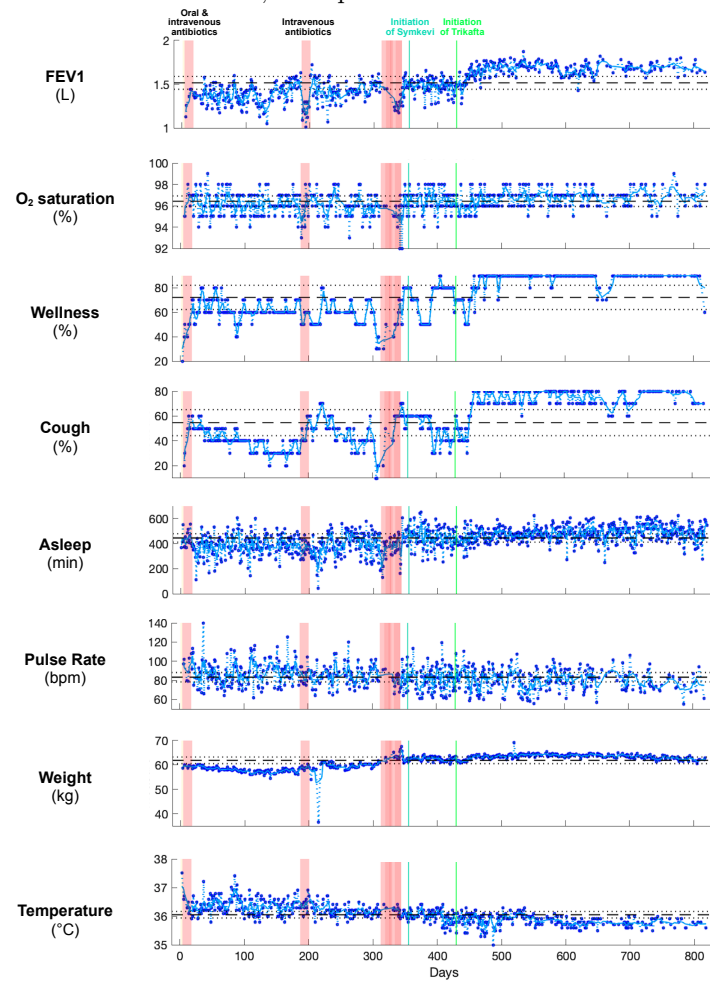 Oral &
intravenous
antibiotics
Intravenous
antibiotics
Initiation
of Symkevi
Initiation
of Trikafta
FEV1
(L)
2
1.5
1
O₂ saturation
(%)
100
98
96
94
92
Wellness
(%)
80
60
40
20
Cough
(%)
80
60
40
20
Asleep
(min)
600
400
200
0
Pulse Rate
(bpm)
140
120
100
80
60
Weight
(kg)
70
60
50
40
Temperature
(°C)
38
37
36
35
0 100 200 300 400 500 600 700 800
Days